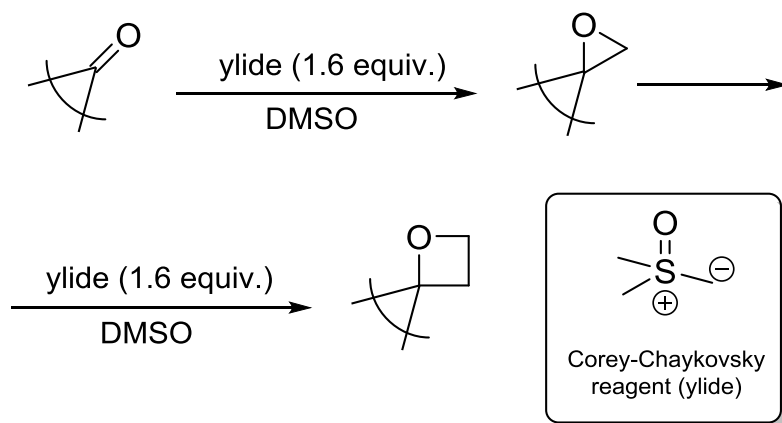 O
O
ylide (1.6 equiv.)
DMSO
O
ylide (1.6 equiv.)
DMSO
O
S
−
+
Corey-Chaykovsky
reagent (ylide)